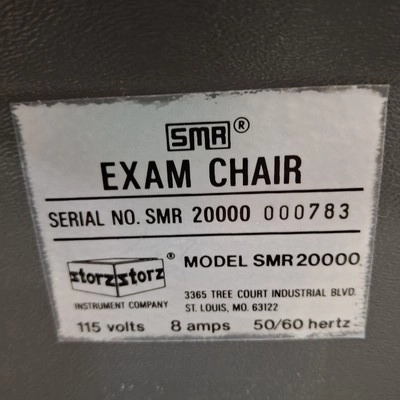 SMR®
EXAM CHAIR
SERIAL NO. SMR 20000 000783
storz storz ® MODEL SMR 20000
INSTRUMENT COMPANY
3365 TREE COURT INDUSTRIAL BLVD.
ST. LOUIS, MO. 63122
115 volts 8 amps 50/60 hertz